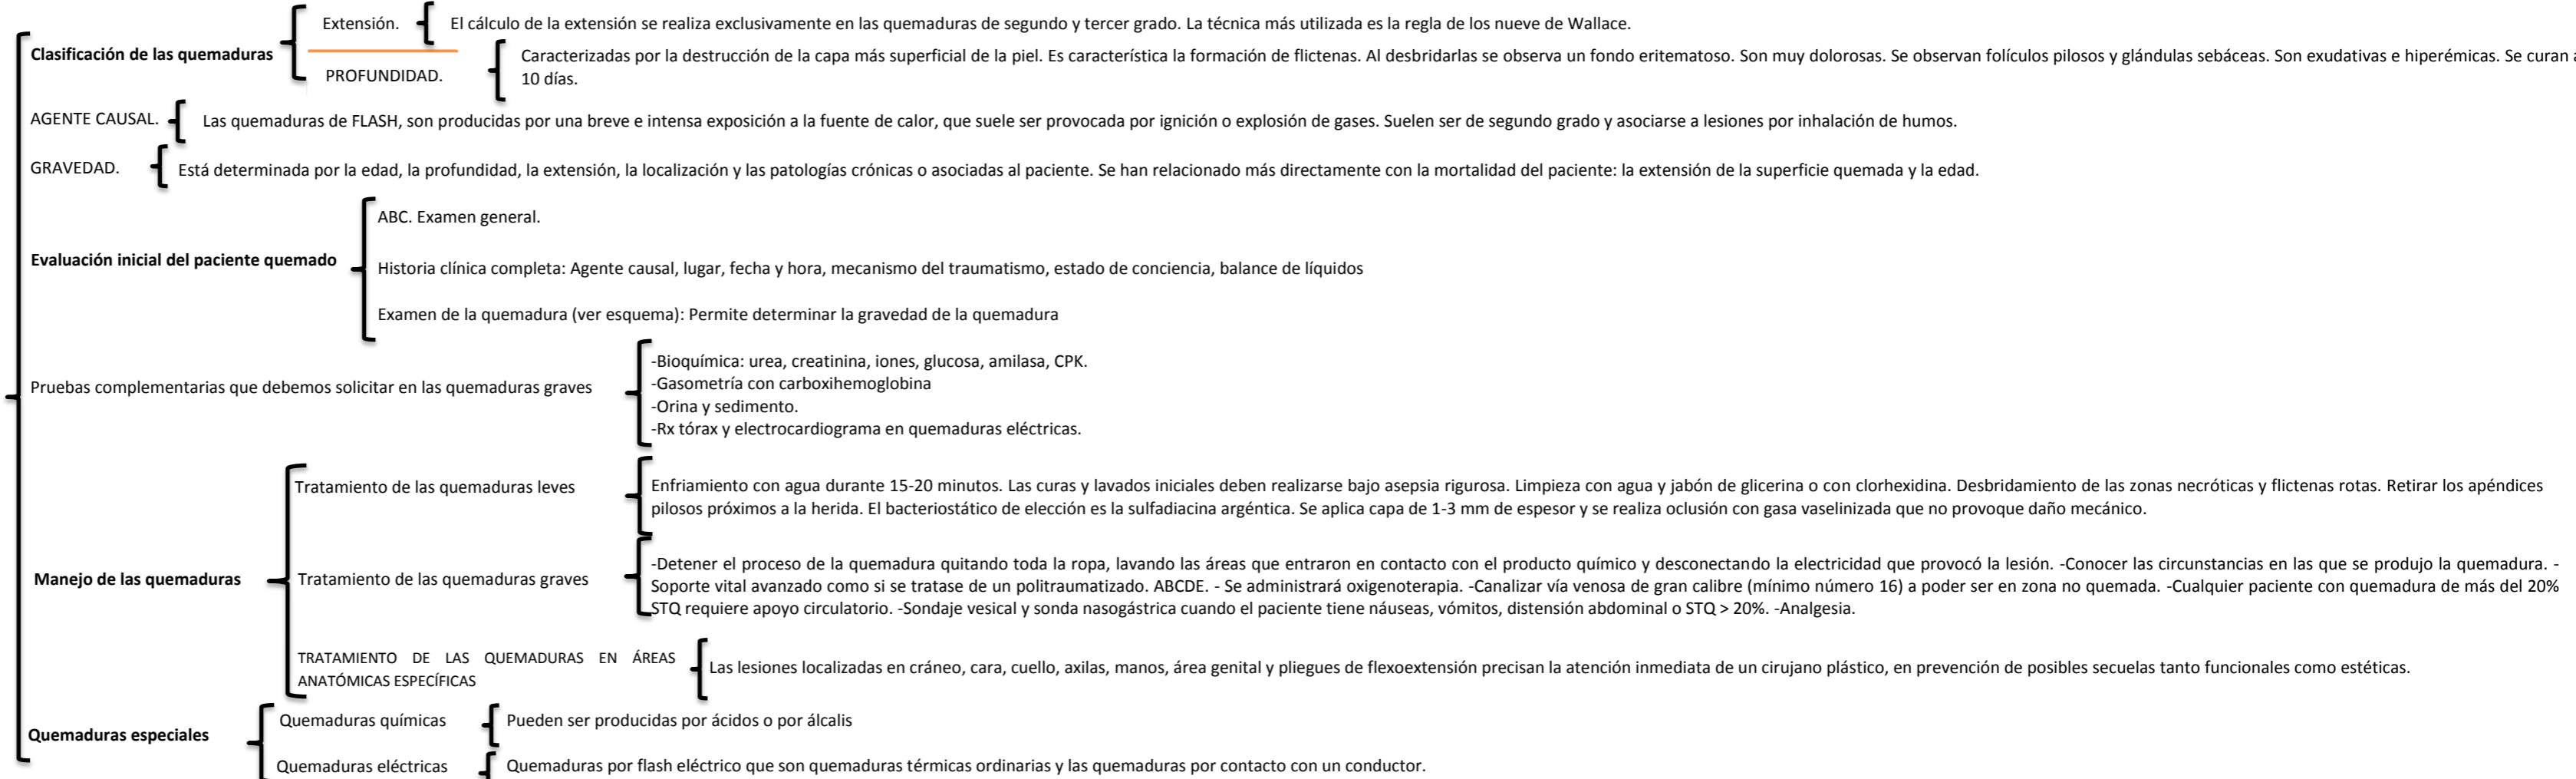 Extensión.
El cálculo de la extensión se realiza exclusivamente en las quemaduras de segundo y tercer grado. La técnica más utilizada es la regla de los nueve de Wallace.
Clasificación de las quemaduras
PROFUNDIDAD.
Caracterizadas por la destrucción de la capa más superficial de la piel. Es característica la formación de flictenas. Al desbridarlas se observa un fondo eritematoso. Son muy dolorosas. Se observan folículos pilosos y glándulas sebáceas. Son exudativas e hiperémicas. Se curan
10 días.
AGENTE CAUSAL.
Las quemaduras de FLASH, son producidas por una breve e intensa exposición a la fuente de calor, que suele ser provocada por ignición o explosión de gases. Suelen ser de segundo grado y asociarse a lesiones por inhalación de humos.
GRAVEDAD.
Está determinada por la edad, la profundidad, la extensión, la localización y las patologías crónicas o asociadas al paciente. Se han relacionado más directamente con la mortalidad del paciente: la extensión de la superficie quemada y la edad.
Evaluación inicial del paciente quemado
ABC. Examen general.
Historia clínica completa: Agente causal, lugar, fecha y hora, mecanismo del traumatismo, estado de conciencia, balance de líquidos
Examen de la quemadura (ver esquema): Permite determinar la gravedad de la quemadura
Pruebas complementarias que debemos solicitar en las quemaduras graves
-Bioquímica: urea, creatinina, iones, glucosa, amilasa, CPK.
-Gasometría con carboxihemoglobina
-Orina y sedimento.
-Rx tórax y electrocardiograma en quemaduras eléctricas.
Manejo de las quemaduras
Tratamiento de las quemaduras leves
Enfriamiento con agua durante 15-20 minutos. Las curas y lavados iniciales deben realizarse bajo asepsia rigurosa. Limpieza con agua y jabón de glicerina o con clorhexidina. Desbridamiento de las zonas necróticas y flictenas rotas. Retirar los apéndices
pilosos próximos a la herida. El bacteriostático de elección es la sulfadiacina argéntica. Se aplica capa de 1-3 mm de espesor y se realiza oclusión con gasa vaselinizada que no provoque daño mecánico.
Tratamiento de las quemaduras graves
-Detener el proceso de la quemadura quitando toda la ropa, lavando las áreas que entraron en contacto con el producto químico y desconectando la electricidad que provocó la lesión. -Conocer las circunstancias en las que se produjo la quemadura. -
Soporte vital avanzado como si se tratase de un politraumatizado. ABCDE. - Se administrará oxigenoterapia. -Canalizar vía venosa de gran calibre (mínimo número 16) a poder ser en zona no quemada. -Cualquier paciente con quemadura de más del 20%
STQ requiere apoyo circulatorio. -Sondaje vesical y sonda nasogástrica cuando el paciente tiene náuseas, vómitos, distensión abdominal o STQ > 20%. -Analgesia.
TRATAMIENTO DE LAS QUEMADURAS EN ÁREAS
ANATÓMICAS ESPECÍFICAS
Las lesiones localizadas en cráneo, cara, cuello, axilas, manos, área genital y pliegues de flexoextensión precisan la atención inmediata de un cirujano plástico, en prevención de posibles secuelas tanto funcionales como estéticas.
Quemaduras especiales
Quemaduras químicas
Pueden ser producidas por ácidos o por álcalis
Quemaduras eléctricas
Quemaduras por flash eléctrico que son quemaduras térmicas ordinarias y las quemaduras por contacto con un conductor.